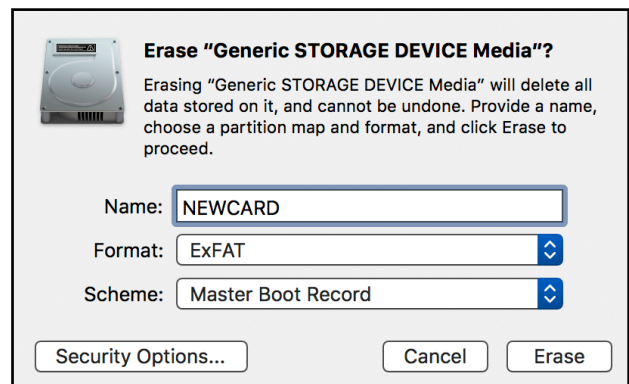 Erase “Generic STORAGE DEVICE Media”?
Erasing “Generic STORAGE DEVICE Media” will delete all
data stored on it, and cannot be undone. Provide a name,
choose a partition map and format, and click Erase to
proceed.
Name: NEWCARD
Format: ExFAT
Scheme: Master Boot Record
Security Options... Cancel Erase